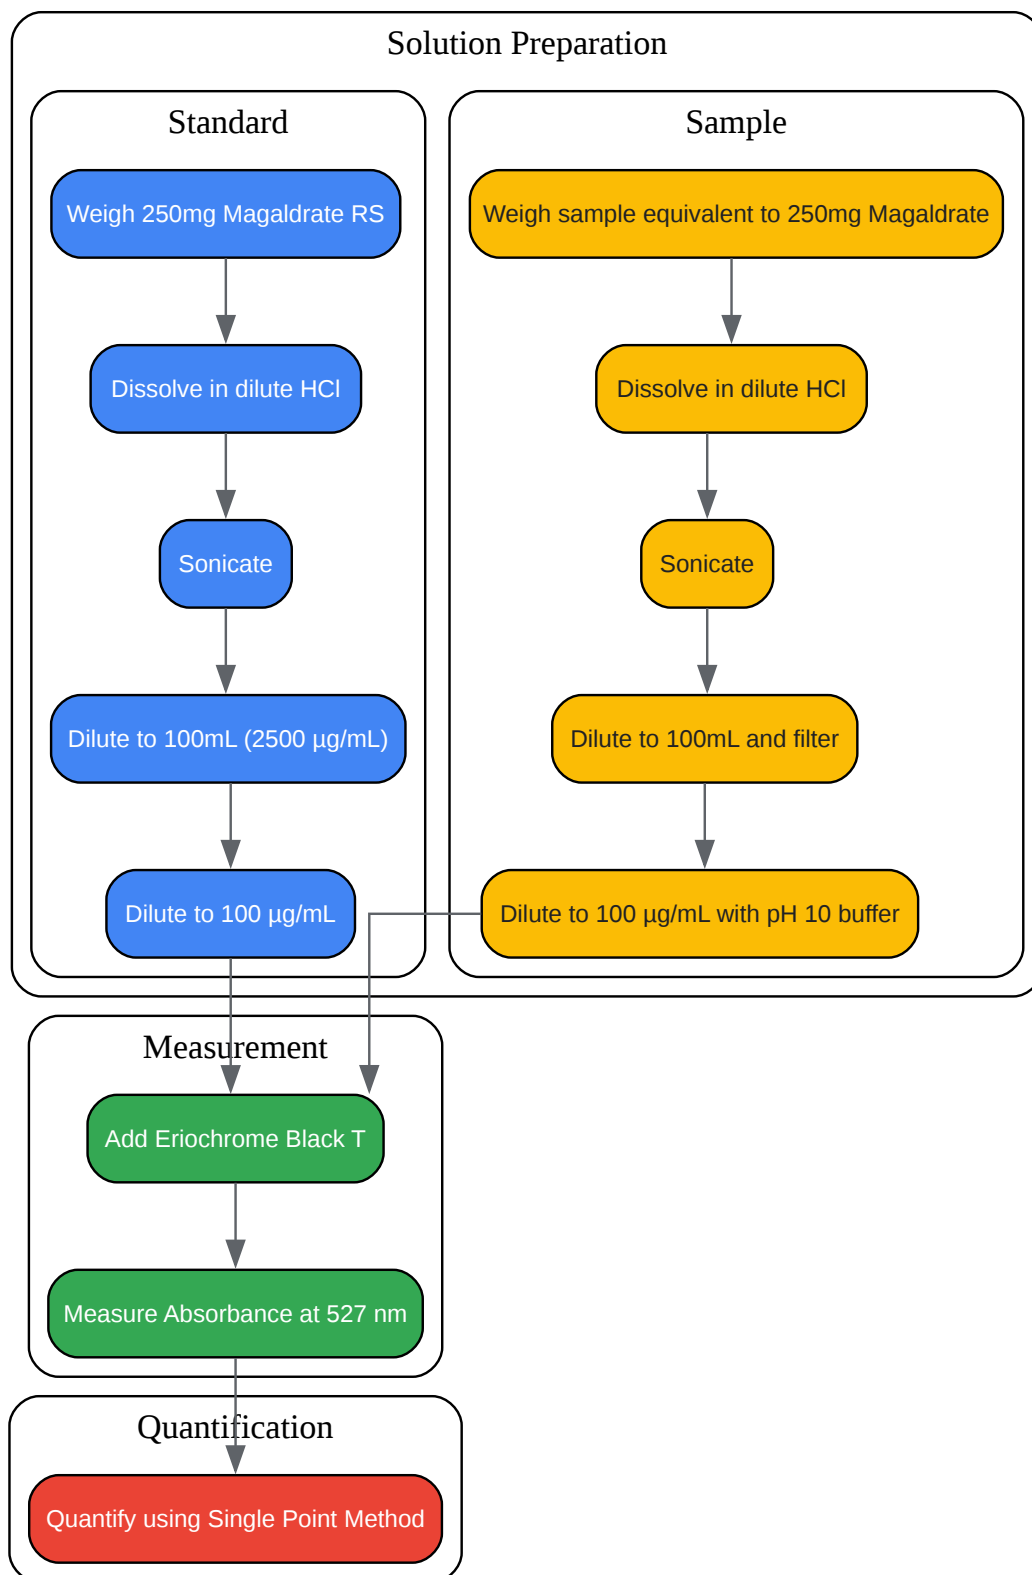 Solution Preparation
Standard
Weigh 250mg Magaldrate RS
Dissolve in dilute HCl
Sonicate
Dilute to 100mL (2500 µg/mL)
Dilute to 100 µg/mL
Sample
Weigh sample equivalent to 250mg Magaldrate
Dissolve in dilute HCl
Sonicate
Dilute to 100mL and filter
Dilute to 100 µg/mL with pH 10 buffer
Measurement
Add Eriochrome Black T
Measure Absorbance at 527 nm
Quantification
Quantify using Single Point Method